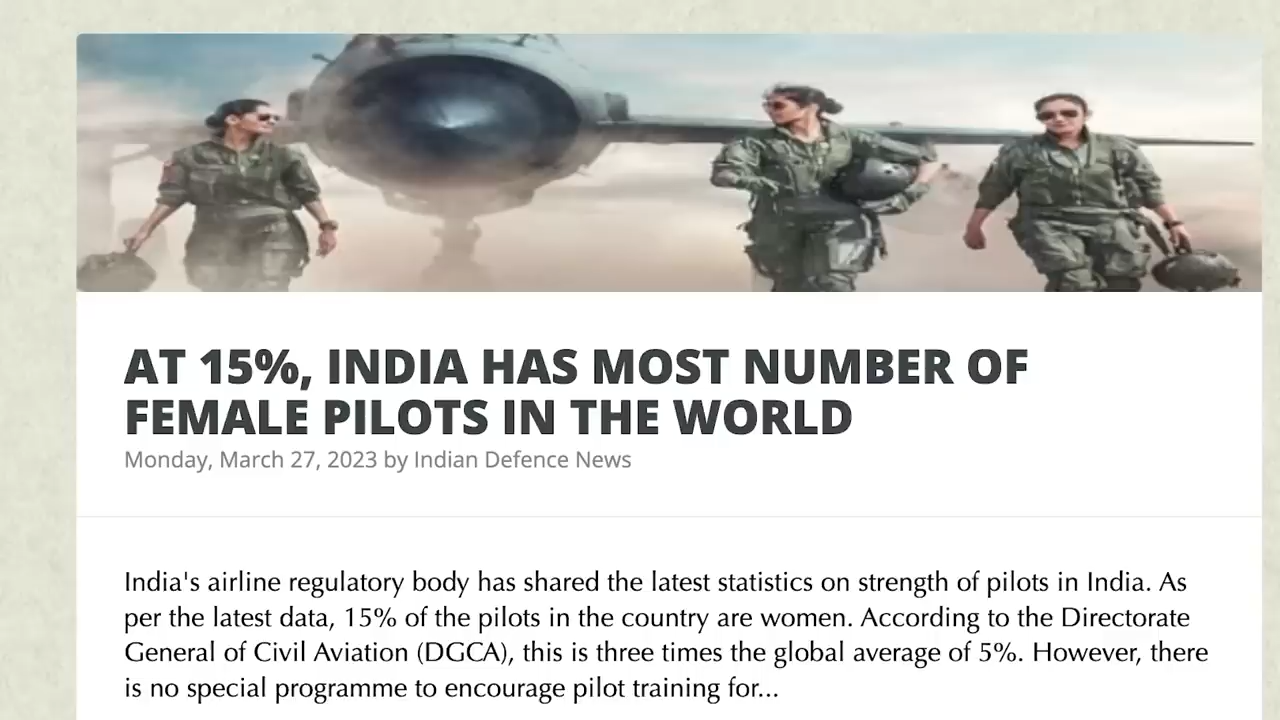 AT 15%, INDIA HAS MOST NUMBER OF
FEMALE PILOTS IN THE WORLD
Monday, March 27, 2023 by Indian Defence News
India's airline regulatory body has shared the latest statistics on strength of pilots in India. As
per the latest data, 15% of the pilots in the country are women. According to the Directorate
General of Civil Aviation (DGCA), this is three times the global average of 5%. However, there
is no special programme to encourage pilot training for...